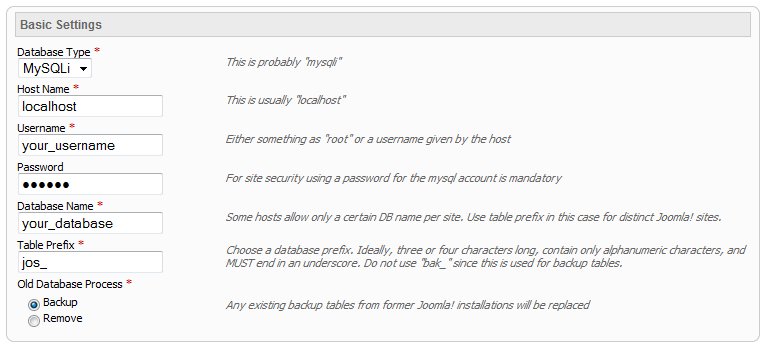 Basic Settings
Database Type *
MySQLi
This is probably "mysqli"
Host Name *
localhost
This is usually "localhost"
Username *
your_username
Either something as "root" or a username given by the host
Password
●●●●●●
For site security using a password for the mysql account is mandatory
Database Name *
your_database
Some hosts allow only a certain DB name per site. Use table prefix in this case for distinct Joomla! sites.
Table Prefix *
jos_
Choose a database prefix. Ideally, three or four characters long, contain only alphanumeric characters, and
MUST end in an underscore. Do not use "bak_" since this is used for backup tables.
Old Database Process *
Backup
Remove
Any existing backup tables from former Joomla! installations will be replaced